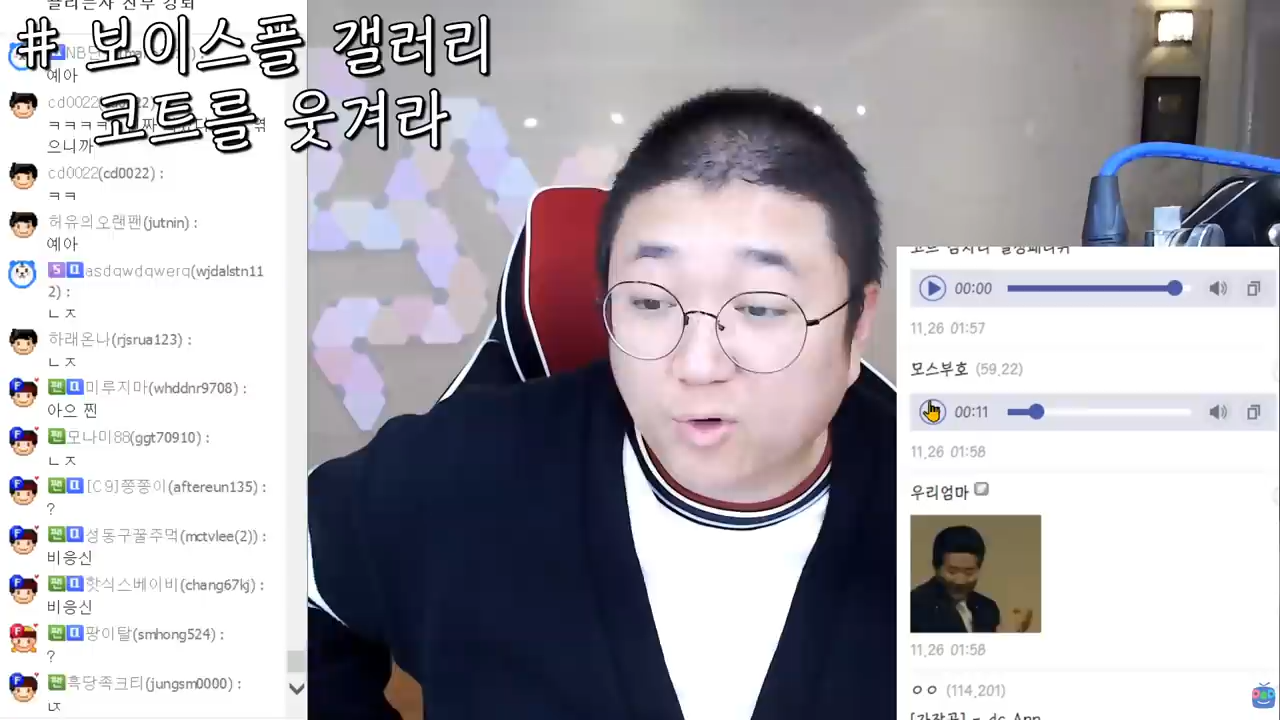 # 보이스플 갤러리
코트를 웃겨라
예아
cd0022
으니까
cd0022(cd0022) :
ㅋㅋ
허유의오랜팬(jutnin) :
예아
asdqwdqwerq(wjdalstn11
2) :
ㄴㅈ
하래온나(rjsrua123) :
ㄴㅈ
미루지마(whddnr9708) :
아으 찐
모나미88(ggt70910) :
ㄴㅈ
[C9]쫑쫑이(aftereun135) :
?
성동구꿀주먹(mctvlee(2)) :
비응신
핫식스베이비(chang67kj) :
비응신
팡이탈(smhong524) :
?
흑당족크티(jungsm0000) :
ㄴㅈ
00:00
11.26 01:57
모스부호 (59.22)
00:11
11.26 01:58
우리엄마
11.26 01:58
ㅇㅇ (114.201)